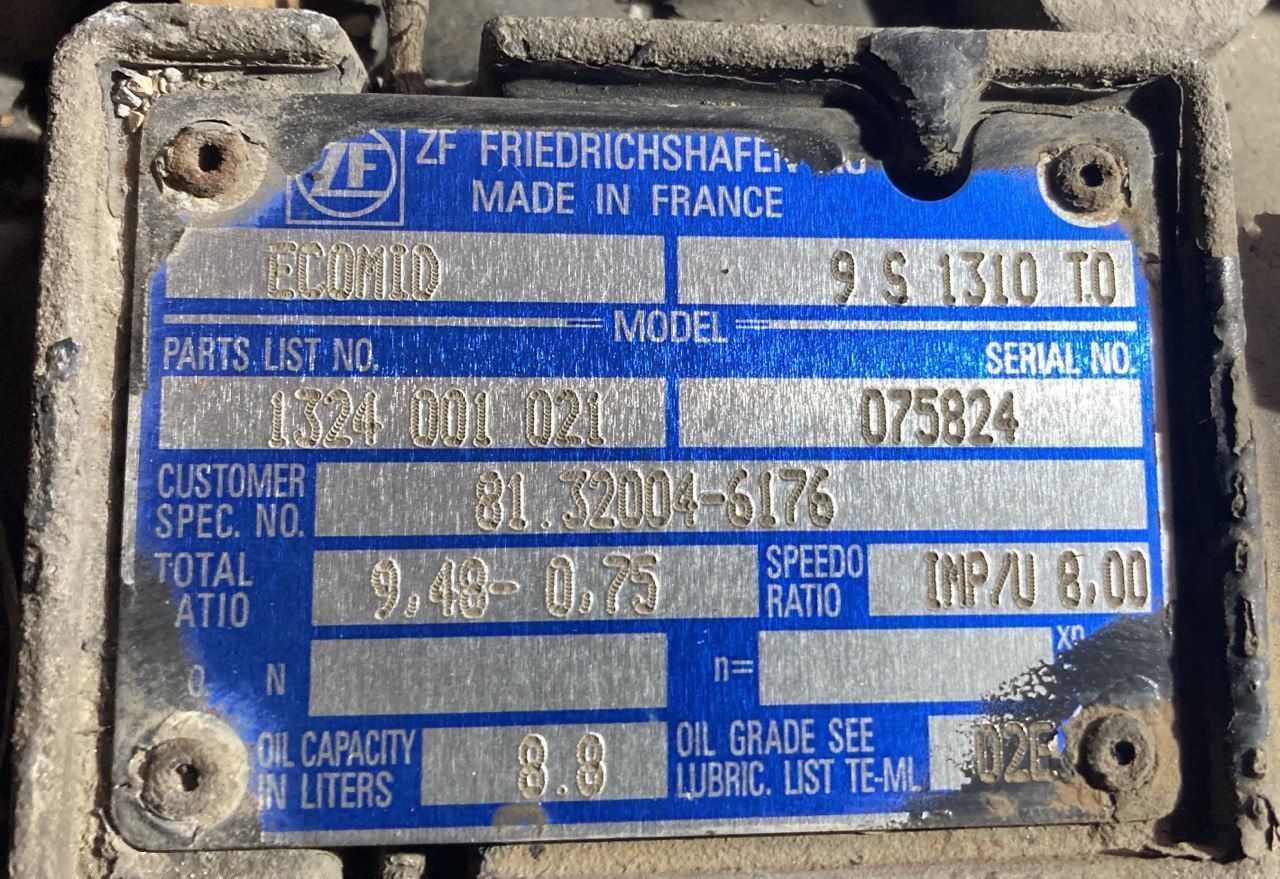 ZF
ZF FRIEDRICHSHAFEN AG
MADE IN FRANCE
ECOMID 9 S 1310 T.O
MODEL
PARTS LIST NO. SERIAL NO.
1324 001 021 075824
CUSTOMER
SPEC. NO. 81.32004-6176
TOTAL
ATIO 9,48- 0,75 SPEEDO
RATIO IMP/U 8,00
N n=
OIL CAPACITY
IN LITERS 8.8 OIL GRADE SEE
LUBRIC. LIST TE-ML 02E